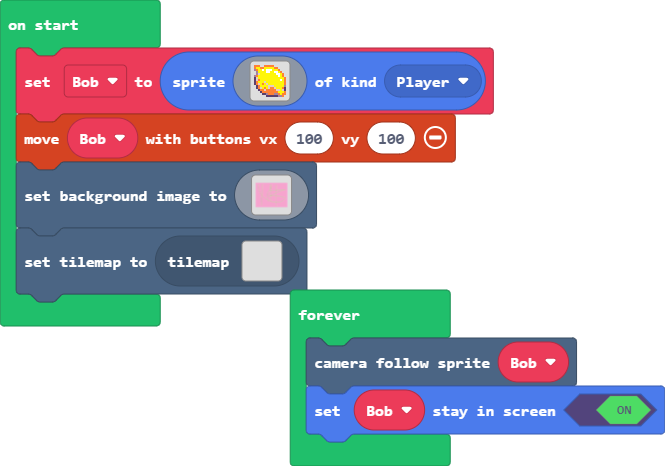 on start
set Bob to sprite of kind Player
move Bob with buttons vx 100 vy 100
set background image to
set tilemap to tilemap
forever
camera follow sprite Bob
set Bob stay in screen ON